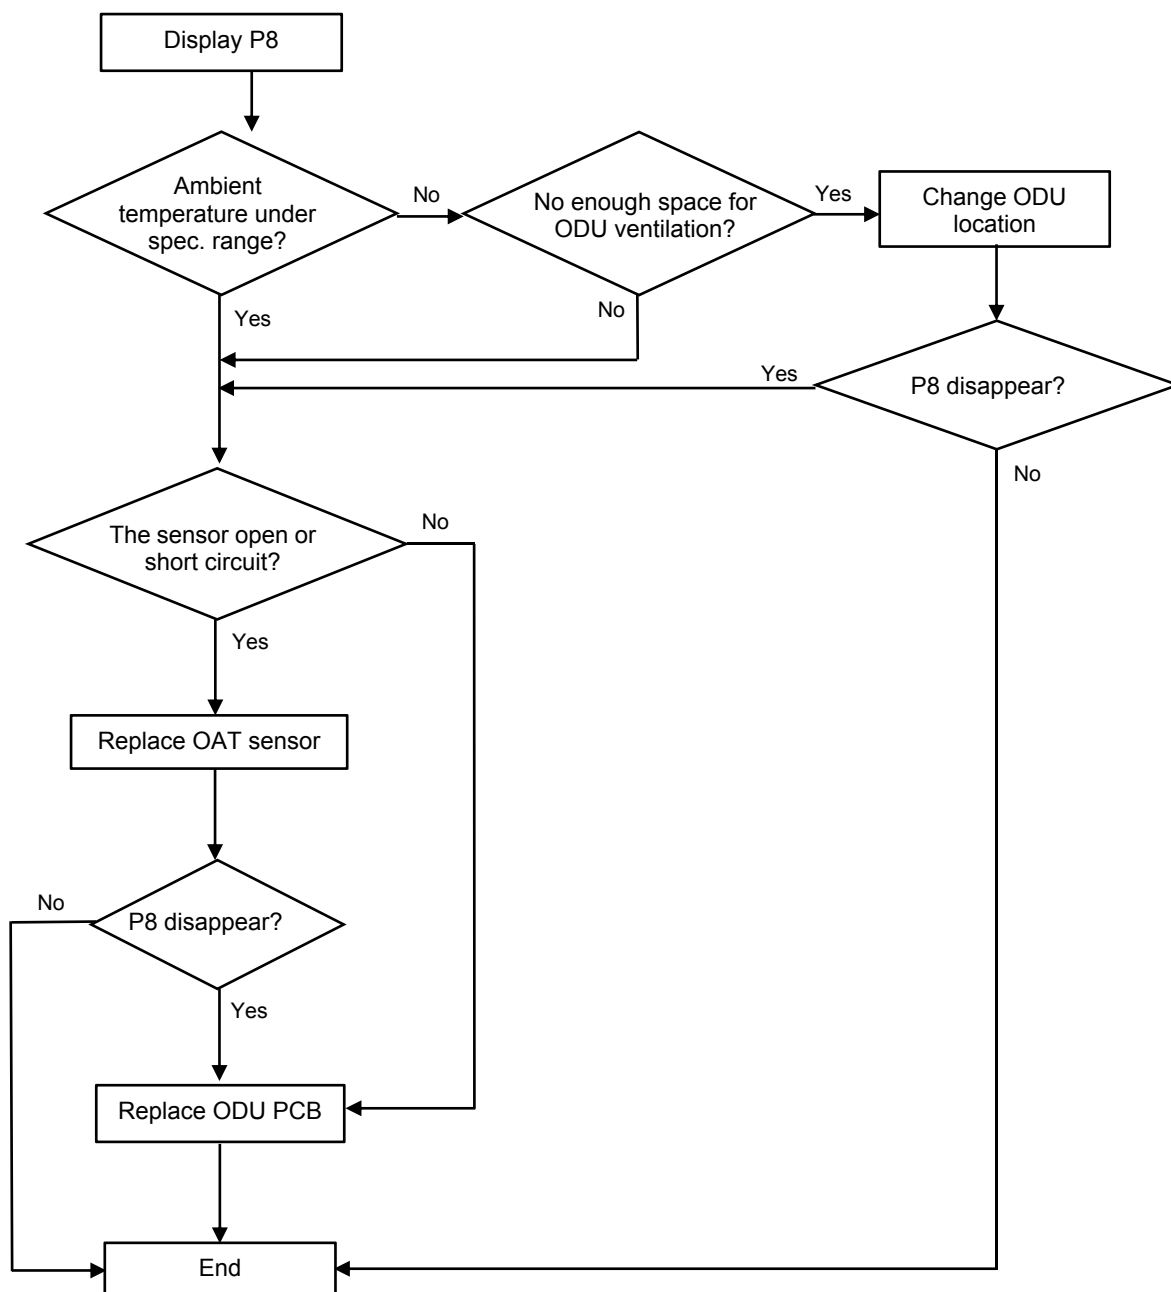 Display P8
Ambient
temperature under
spec. range?
No
No enough space for
ODU ventilation?
Yes
Change ODU
location
Yes
No
Yes
P8 disappear?
No
The sensor open or
short circuit?
No
Yes
Replace OAT sensor
No
P8 disappear?
Yes
Replace ODU PCB
End